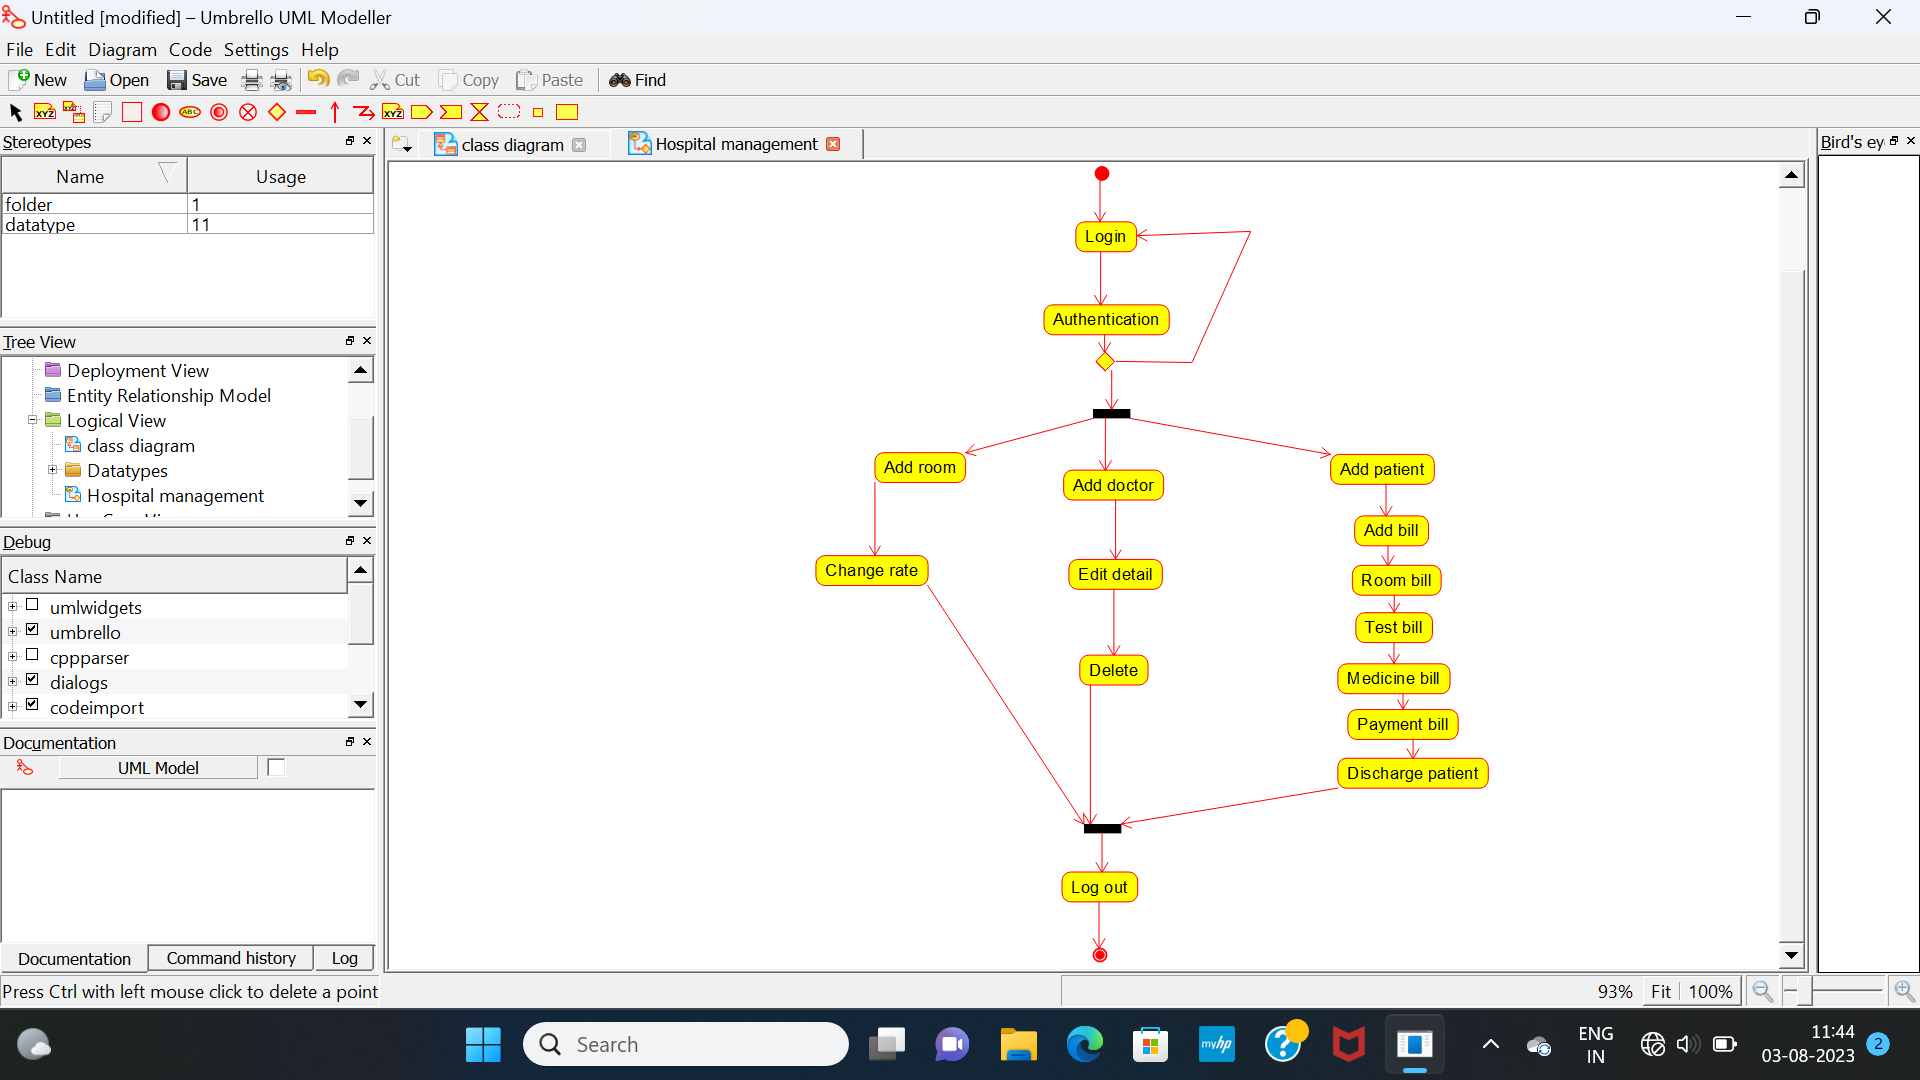 Untitled [modified] – Umbrello UML Modeller
File Edit Diagram Code Settings Help
New Open Save Cut Copy Paste Find
Stereotypes
Name Usage
folder 1
datatype 11
Tree View
Deployment View
Entity Relationship Model
Logical View
class diagram
Datatypes
Hospital management
Debug
Class Name
umlwidgets
umbrello
cppparser
dialogs
codeimport
Documentation
UML Model
Documentation Command history Log
Press Ctrl with left mouse click to delete a point
class diagram Hospital management
Login
Authentication
Add room
Add doctor
Add patient
Change rate
Edit detail
Delete
Add bill
Room bill
Test bill
Medicine bill
Payment bill
Discharge patient
Log out
Bird's ey
93% Fit 100%
Search
myhp
ENG
IN
11:44
03-08-2023
2